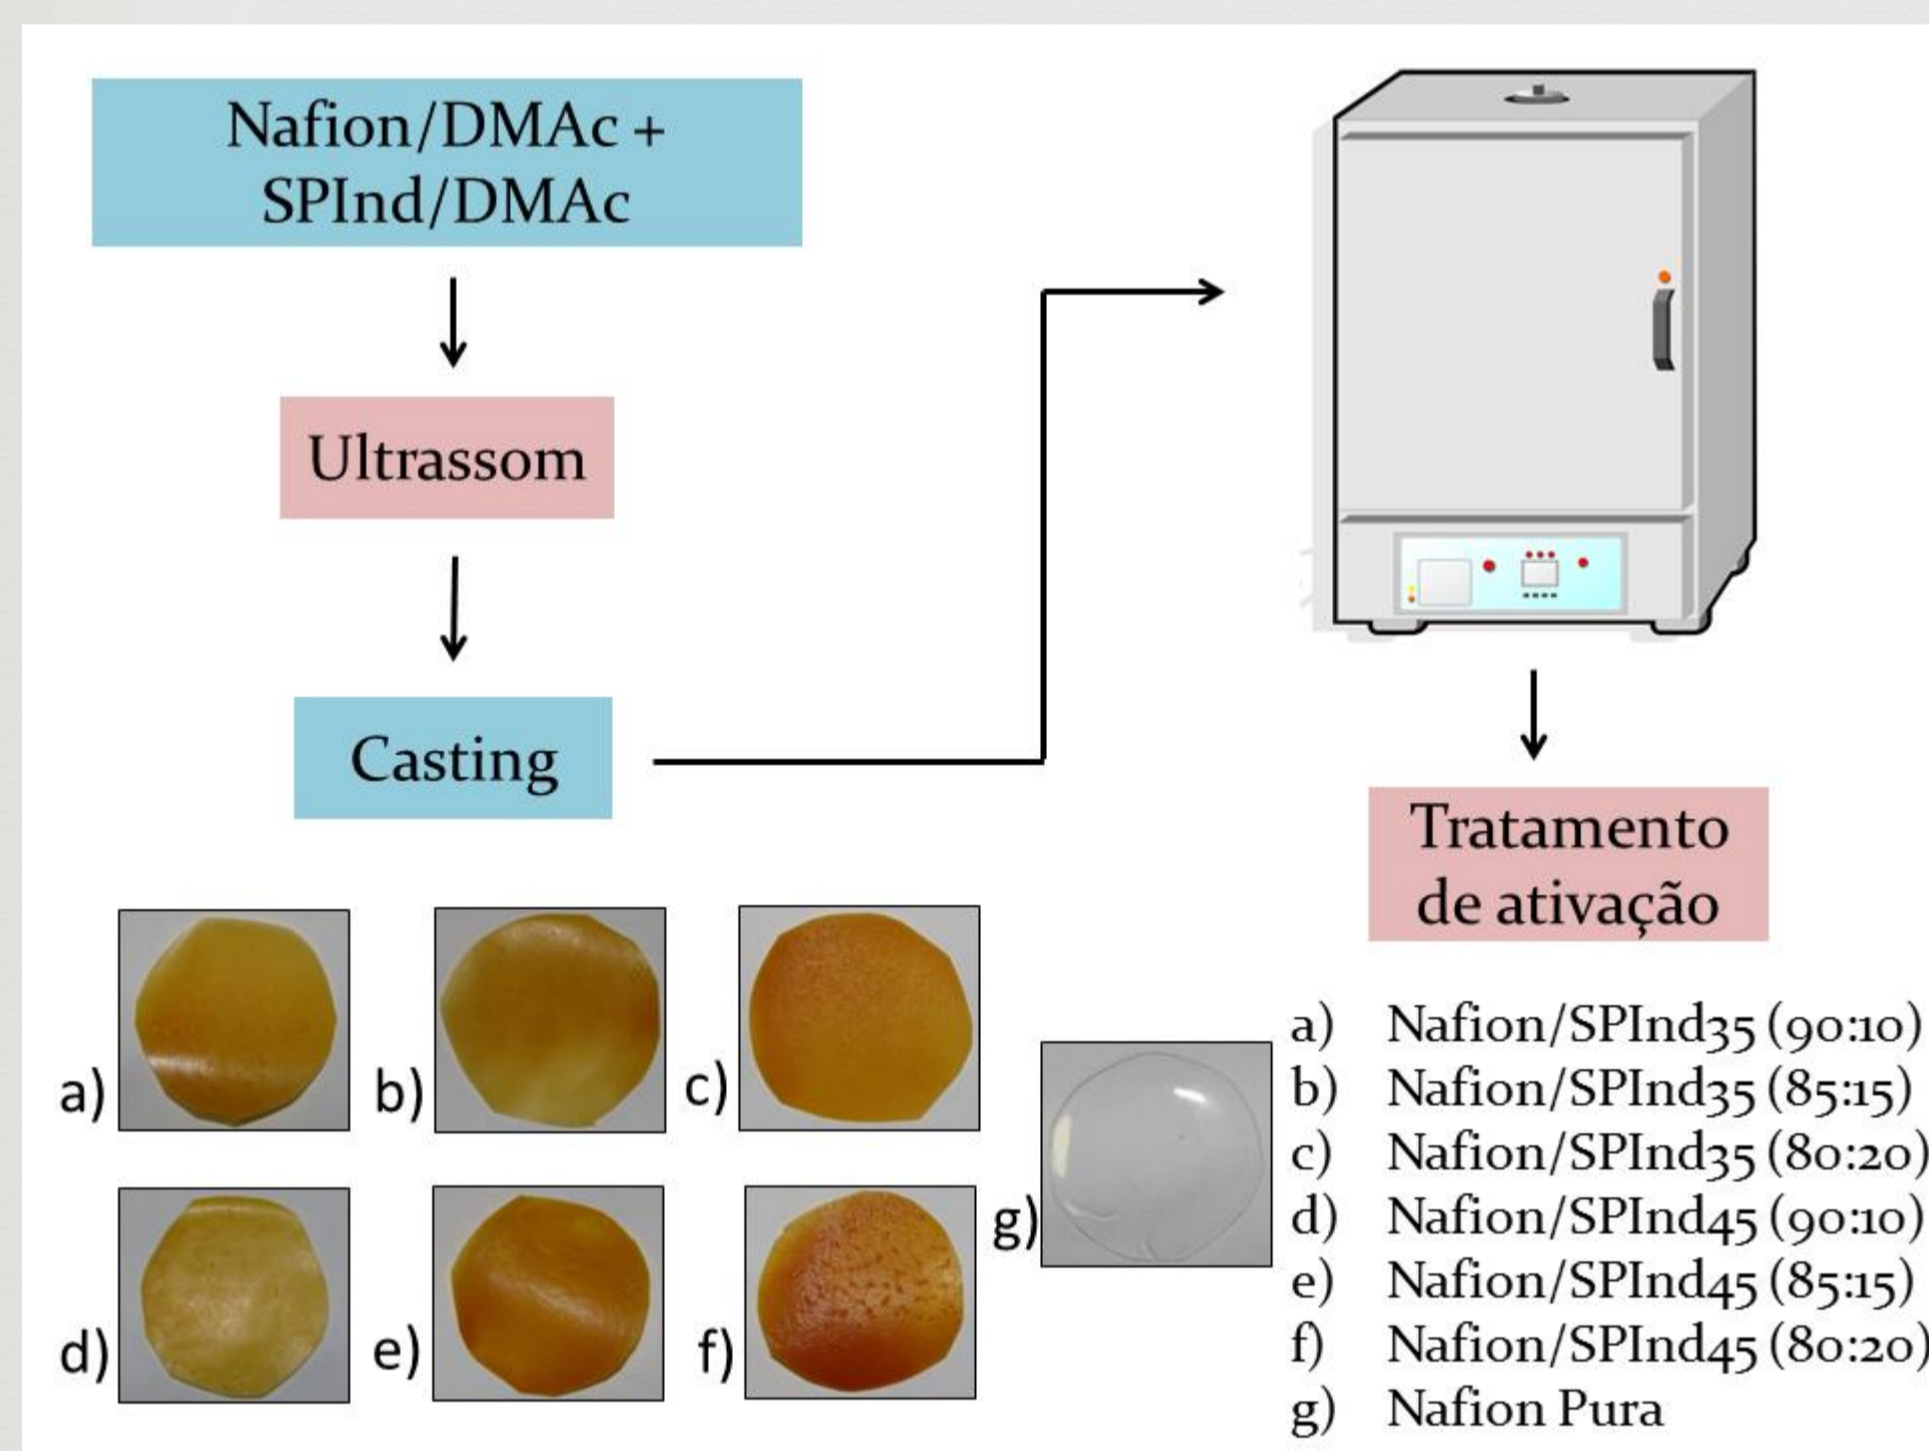 Nafion/DMAc +
SPInd/DMAc
Ultrassom
Casting
Tratamento
de ativação
a)
b)
c)
d)
e)
f)
g)
a) Nafion/SPInd35 (90:10)
b) Nafion/SPInd35 (85:15)
c) Nafion/SPInd35 (80:20)
d) Nafion/SPInd45 (90:10)
e) Nafion/SPInd45 (85:15)
f) Nafion/SPInd45 (80:20)
g) Nafion Pura